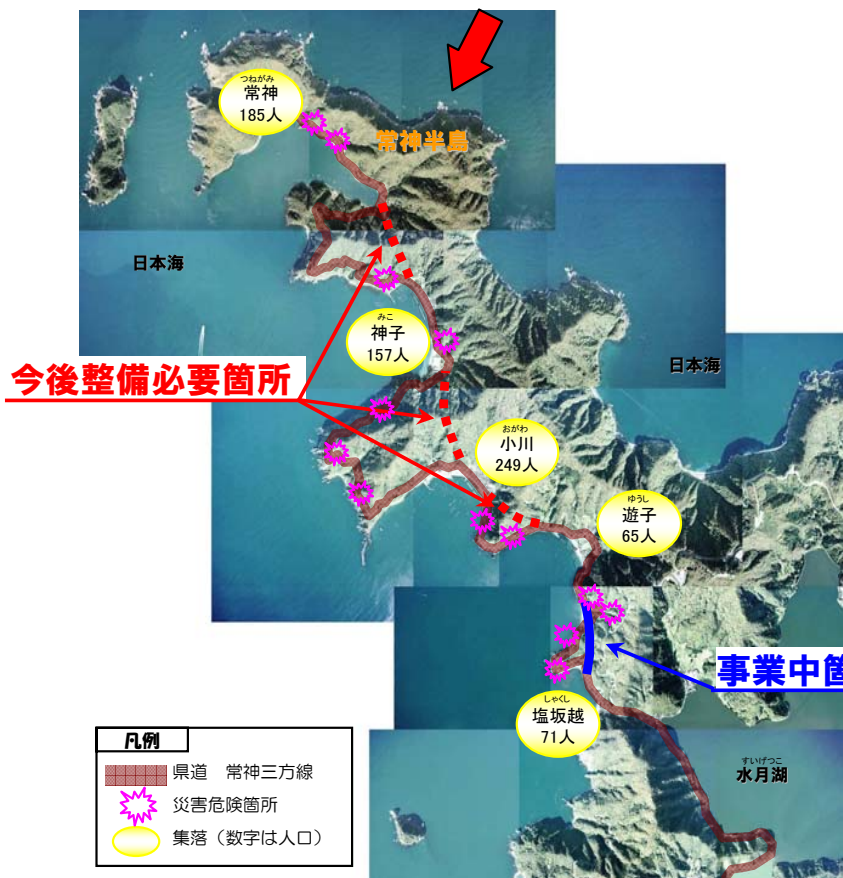 つねがみ
常神
185人
常神半島
日本海
みこ
神子
157人
日本海
今後整備必要箇所
おがわ
小川
249人
ゆうし
遊子
65人
事業中箇
しゃくし
塩坂越
71人
すいげつこ
水月湖
凡例
県道 常神三方線
災害危険箇所
集落(数字は人口)